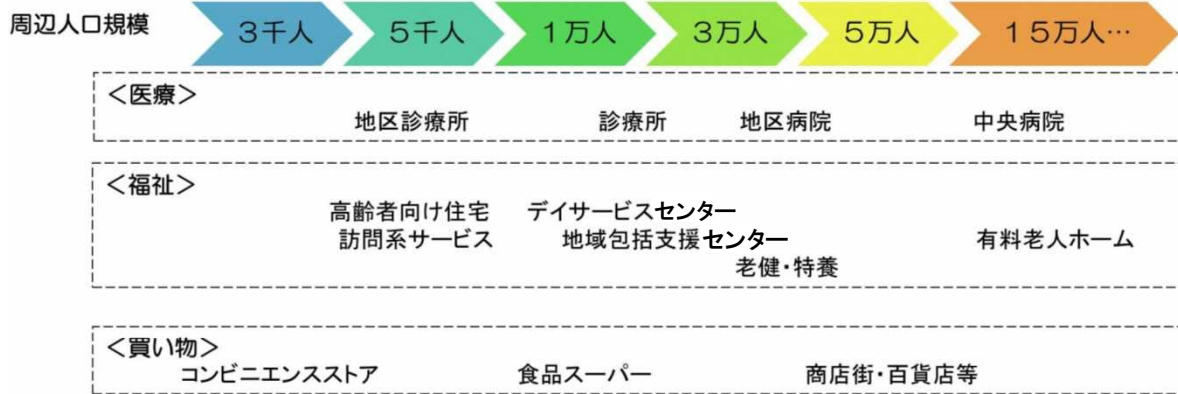 周辺人口規模 3千人 5千人 1万人 3万人 5万人 15万人…
＜医療＞
地区診療所 診療所 地区病院 中央病院
＜福祉＞
高齢者向け住宅 デイサービスセンター
訪問系サービス 地域包括支援センター 有料老人ホーム
老健・特養
＜買い物＞
コンビニエンスストア 食品スーパー 商店街・百貨店等